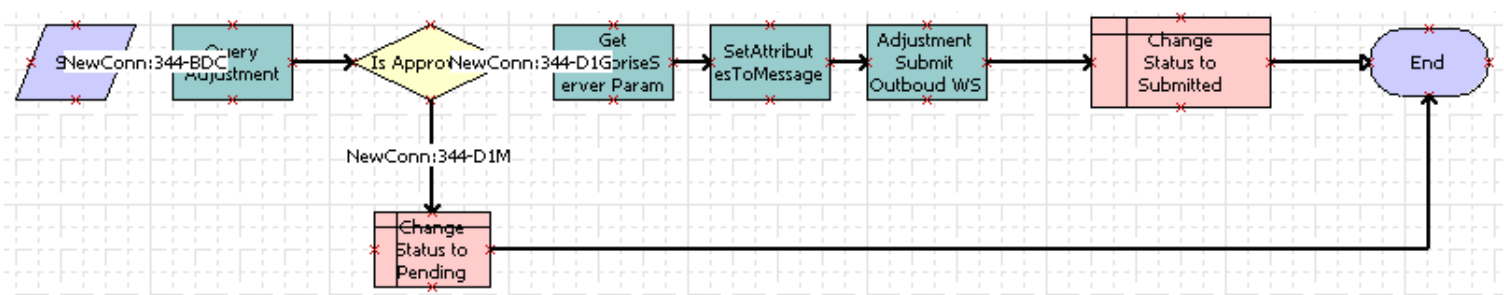 NewConn:344-BDC
Query
Adjustment
Is Appro
NewConn:344-D1G
Get
priseS
erver Param
SetAttribut
esToMessage
Adjustment
Submit
Outboud WS
Change
Status to
Submitted
End
NewConn:344-D1M
Change
Status to
Pending